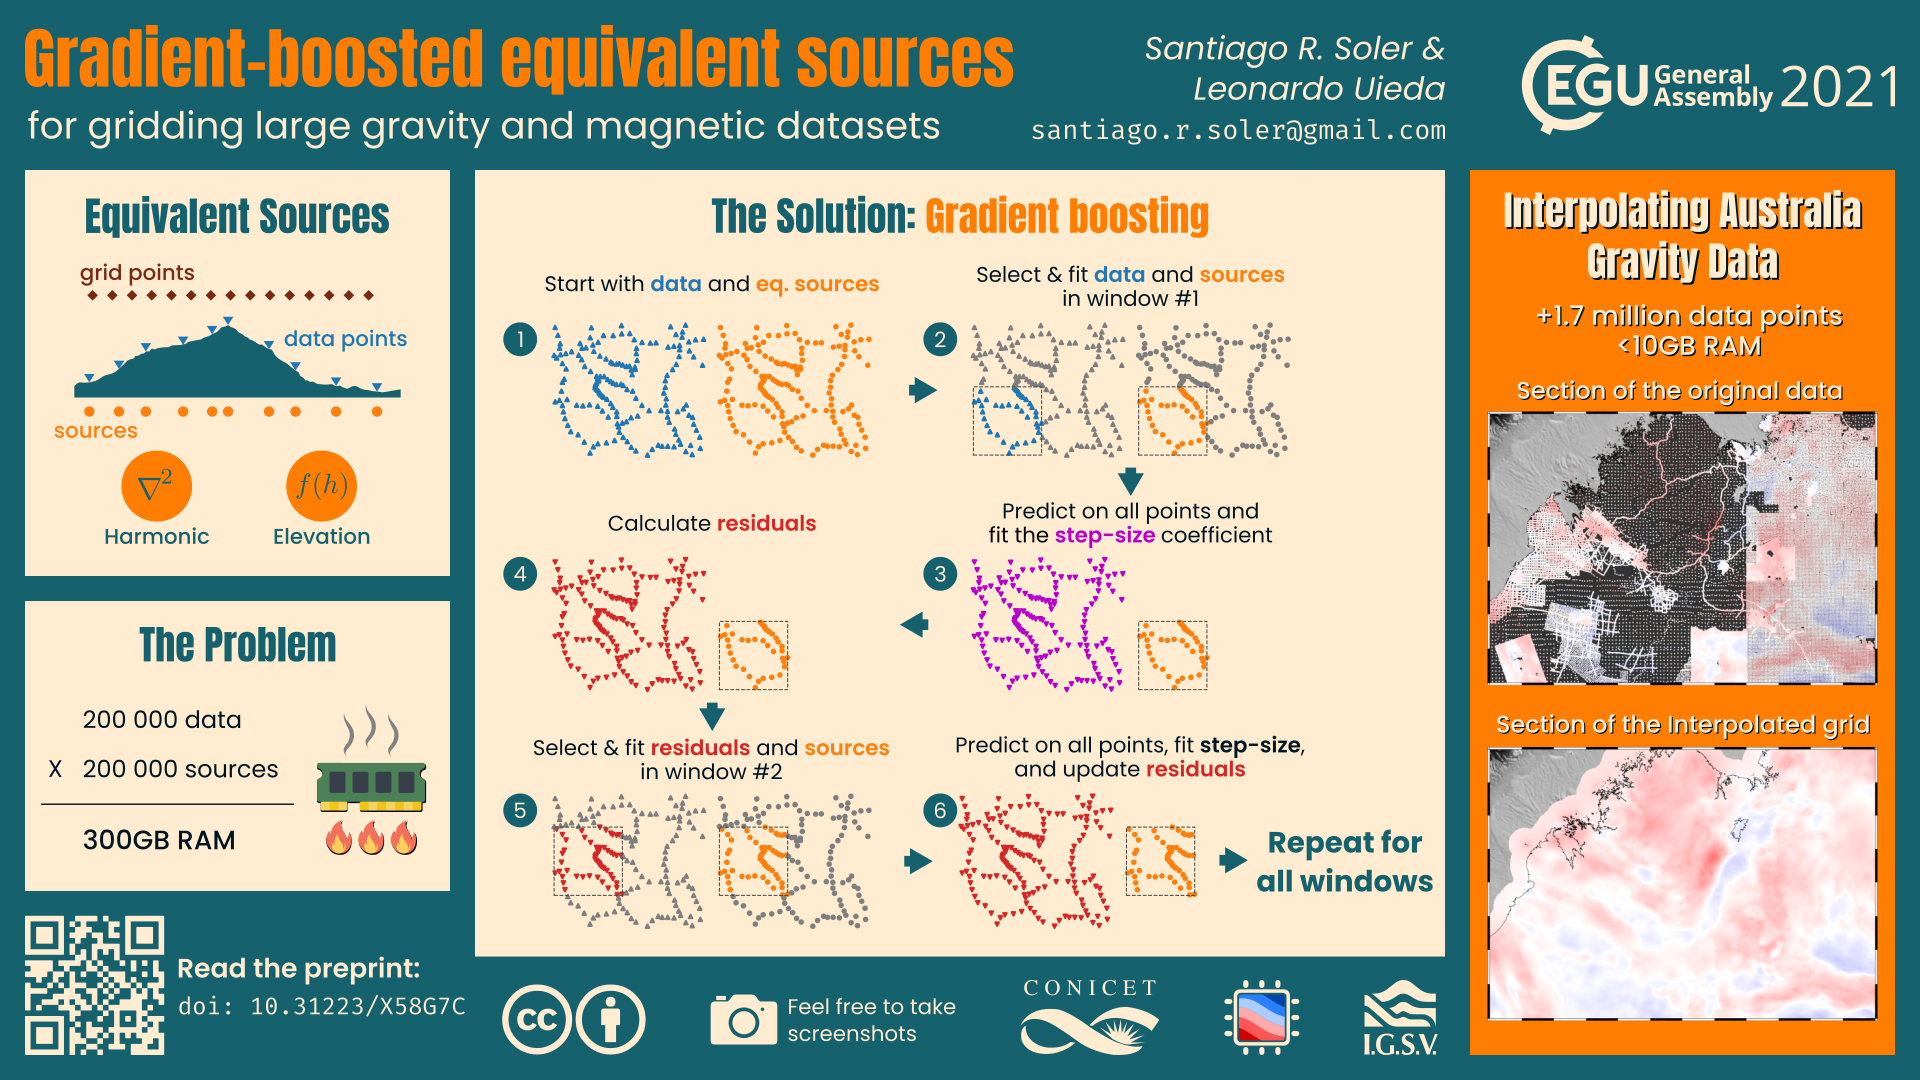 Gradient-boosted equivalent sources
for gridding large gravity and magnetic datasets
Santiago R. Soler &
Leonardo Uieda
santiago.r.soler@gmail.com
EGU General
Assembly 2021
Equivalent Sources
grid points
data points
sources
∇²
f(h)
Harmonic
Elevation
The Problem
200 000 data
X 200 000 sources
300GB RAM
Read the preprint:
doi: 10.31223/X58G7C
The Solution: Gradient boosting
Start with data and eq. sources
1
Select & fit data and sources
in window #1
2
Predict on all points and
fit the step-size coefficient
3
Calculate residuals
4
Select & fit residuals and sources
in window #2
5
Predict on all points, fit step-size,
and update residuals
6
Repeat for
all windows
cc
Feel free to take
screenshots
CONICET
I.G.S.V.
Interpolating Australia
Gravity Data
+1.7 million data points
<10GB RAM
Section of the original data
Section of the Interpolated grid